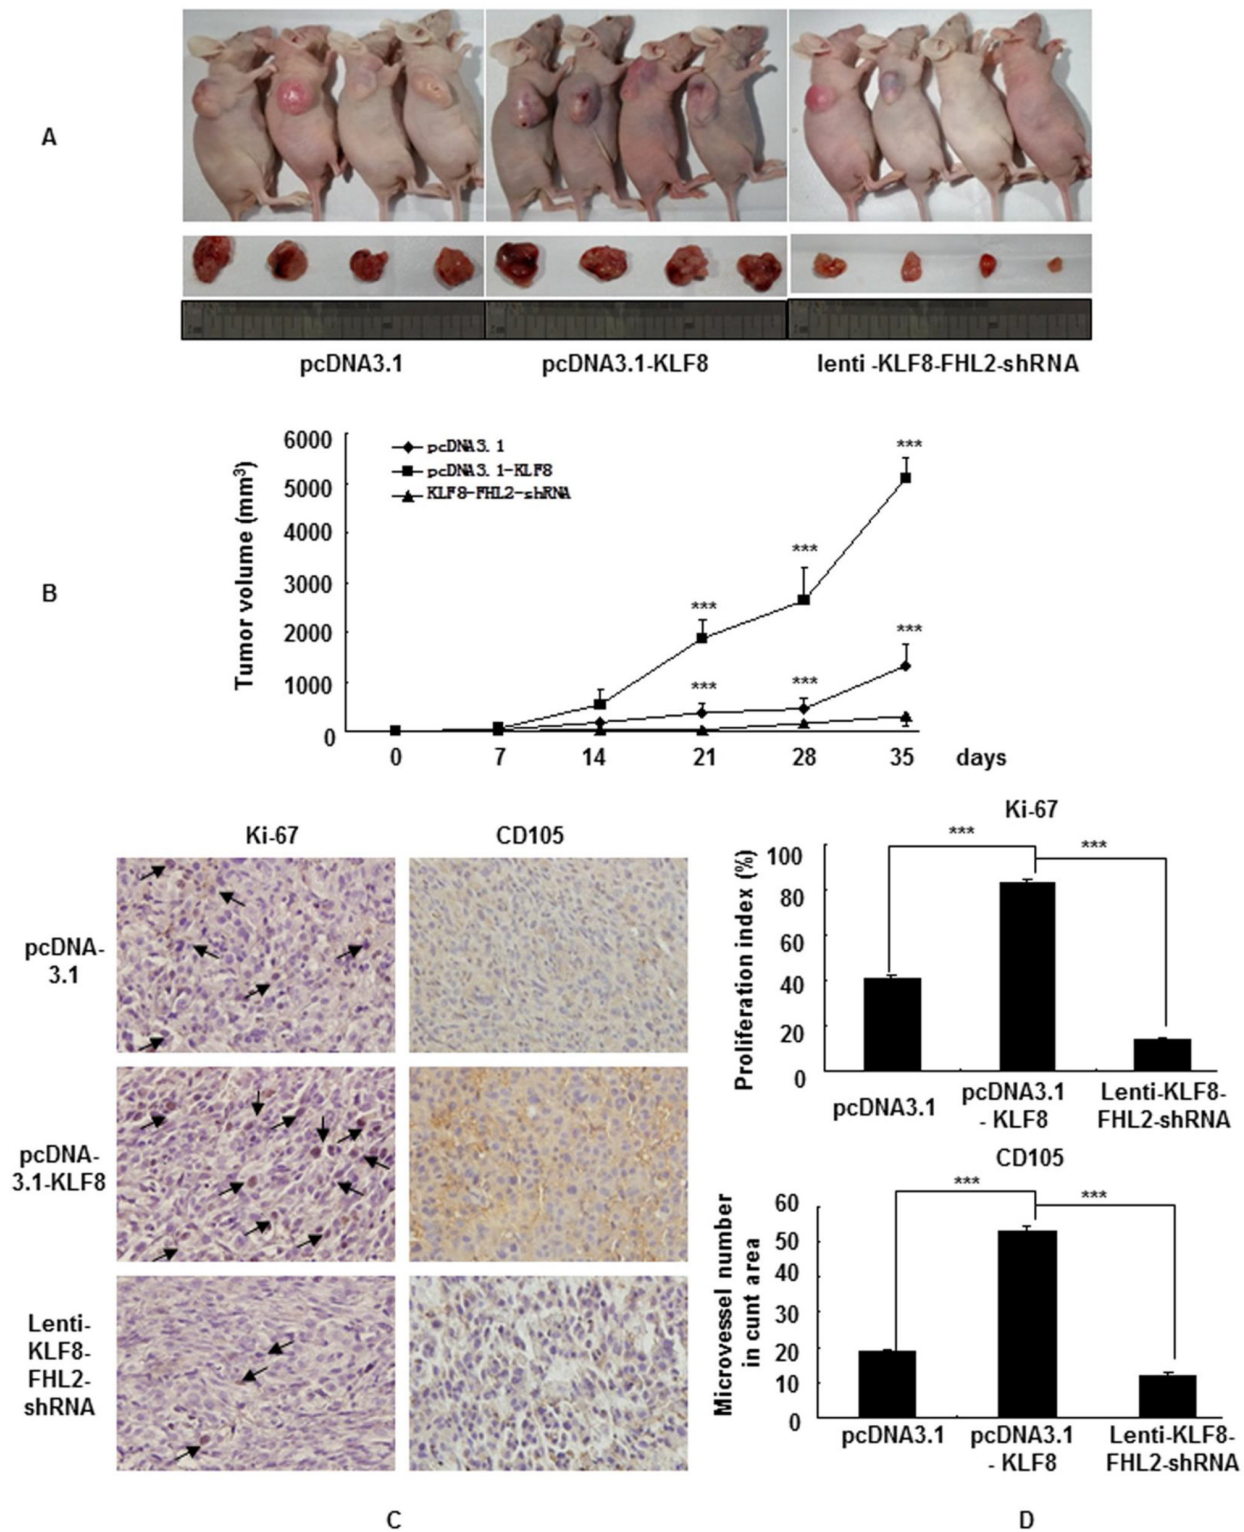 A
pcDNA3.1
pcDNA3.1-KLF8
lenti -KLF8-FHL2-shRNA
B
Tumor volume (mm³)
6000
5000
4000
3000
2000
1000
0
pcDNA3.1
pcDNA3.1-KLF8
KLF8-FHL2-shRNA
***
***
***
***
***
***
0
7
14
21
28
35
days
Ki-67
CD105
pcDNA-
3.1
pcDNA-
3.1-KLF8
Lenti-
KLF8-
FHL2-
shRNA
C
Ki-67
Proliferation index (%)
100
80
60
40
20
0
***
***
pcDNA3.1
pcDNA3.1
- KLF8
Lenti-KLF8-
FHL2-shRNA
CD105
Microvessel number
in cunt area
60
50
40
30
20
10
0
***
***
pcDNA3.1
pcDNA3.1
- KLF8
Lenti-KLF8-
FHL2-shRNA
D